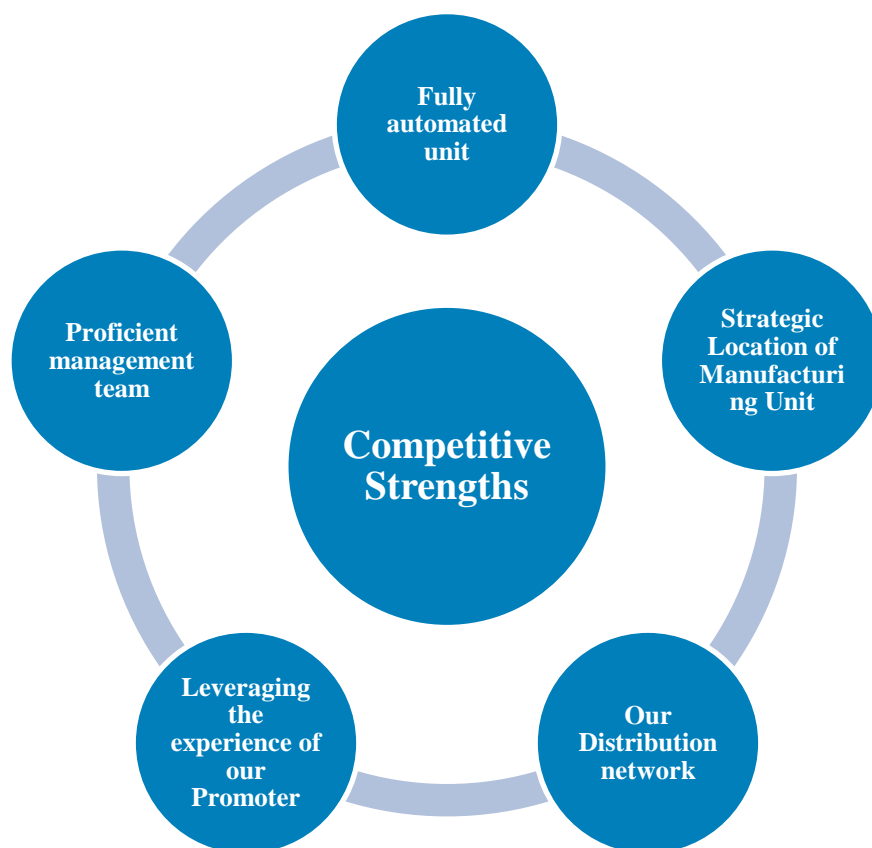 Fully
automated
unit
Strategic
Location of
Manufacturi
ng Unit
Our
Distribution
network
Leveraging
the
experience of
our
Promoter
Proficient
management
team
Competitive
Strengths